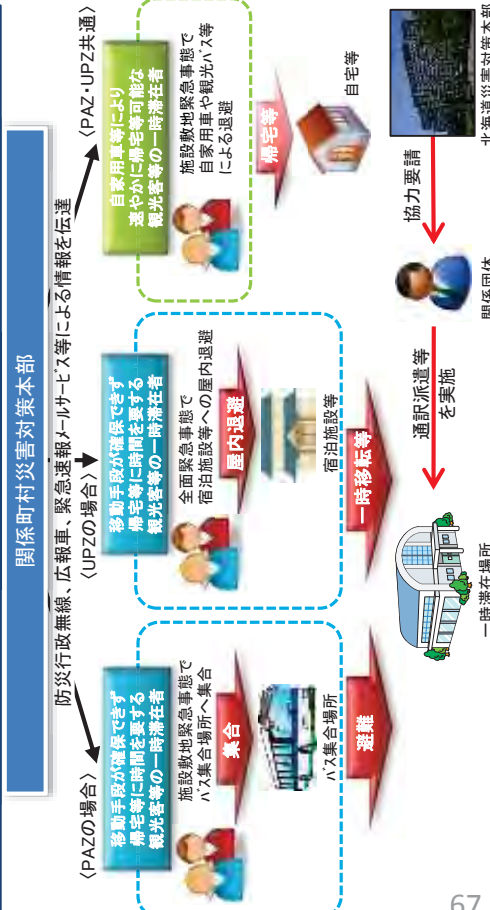 関係町村災害対策本部
防災行政無線、広報車、緊急速報メールサービス等による情報を伝達
〈PAZの場合〉
移動手段が確保できず
帰宅等に時間を要する
観光客等の一時滞在者
施設敷地緊急事態で
バス集合場所へ集合
集合
バス集合場所
避難
〈UPZの場合〉
移動手段が確保できず
帰宅等に時間を要する
観光客等の一時滞在者
全面緊急事態で
宿泊施設等への屋内退避
屋内退避
宿泊施設等
一時移転等
〈PAZ・UPZ共通〉
自家用車等により
速やかに帰宅等可能な
観光客等の一時滞在者
施設敷地緊急事態で
自家用車や観光バス等
による退避
帰宅等
自宅等
一時滞在場所
通訳派遣等
を実施
関係団体
協力要請
北海道災害対策本部
67